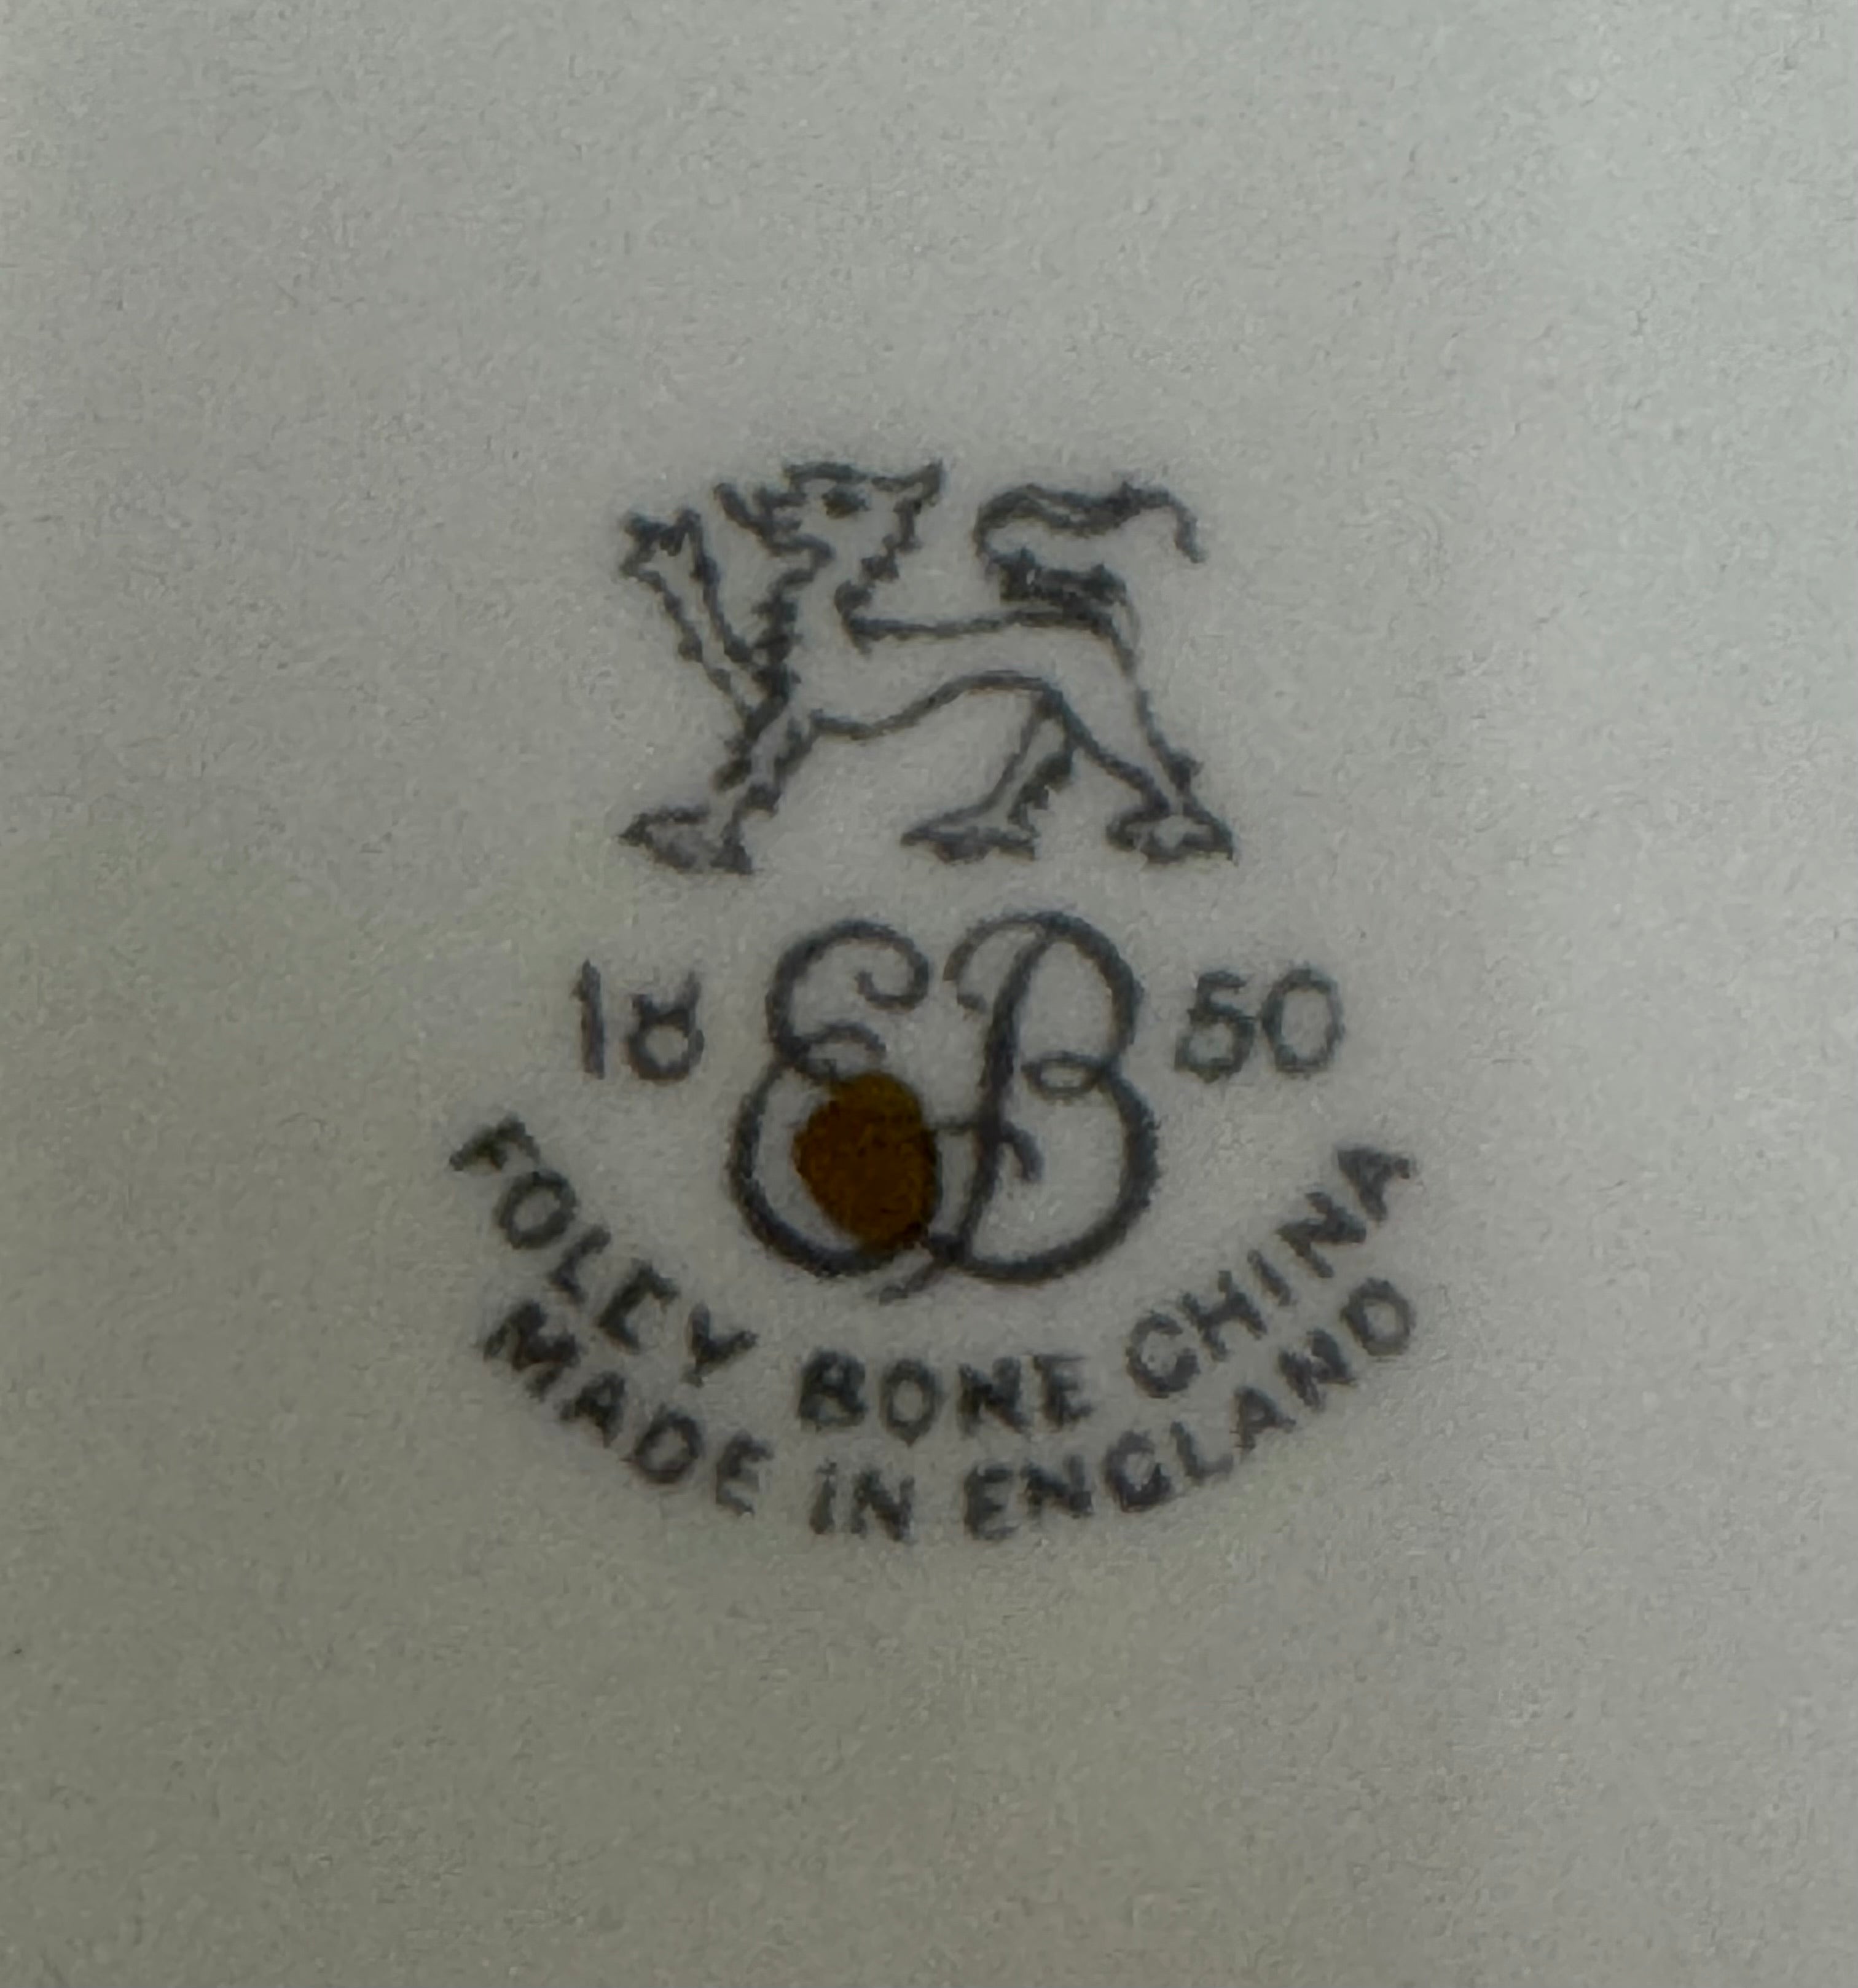 18 EB 50
FOLEY BONE CHINA
MADE IN ENGLAND